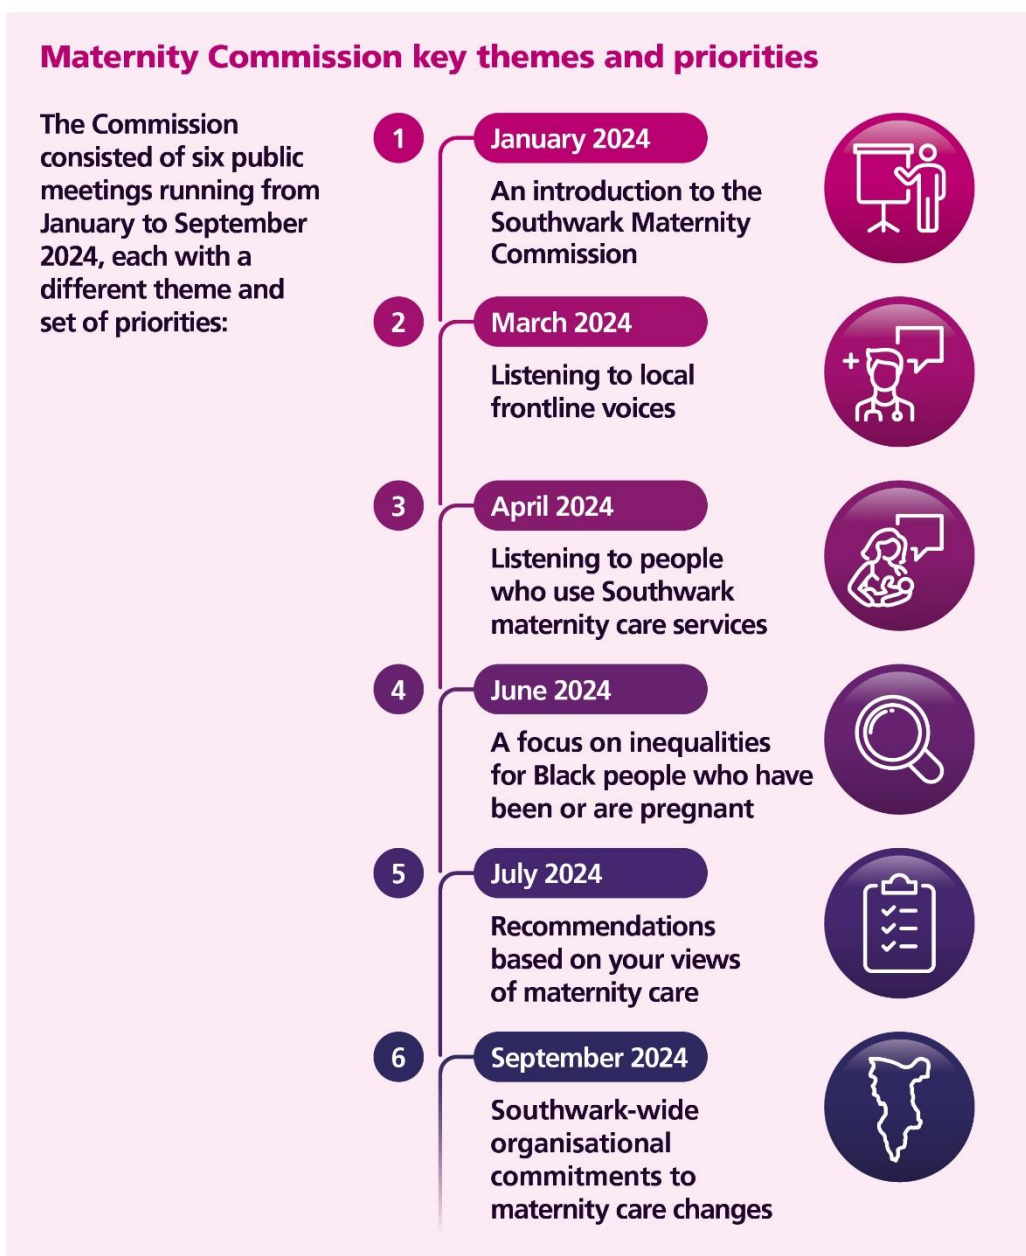 Maternity Commission key themes and priorities
The Commission
consisted of six public
meetings running from
January to September
2024, each with a
different theme and
set of priorities:
1
January 2024
An introduction to the
Southwark Maternity
Commission
2
March 2024
Listening to local
frontline voices
3
April 2024
Listening to people
who use Southwark
maternity care services
4
June 2024
A focus on inequalities
for Black people who have
been or are pregnant
5
July 2024
Recommendations
based on your views
of maternity care
6
September 2024
Southwark-wide
organisational
commitments to
maternity care changes